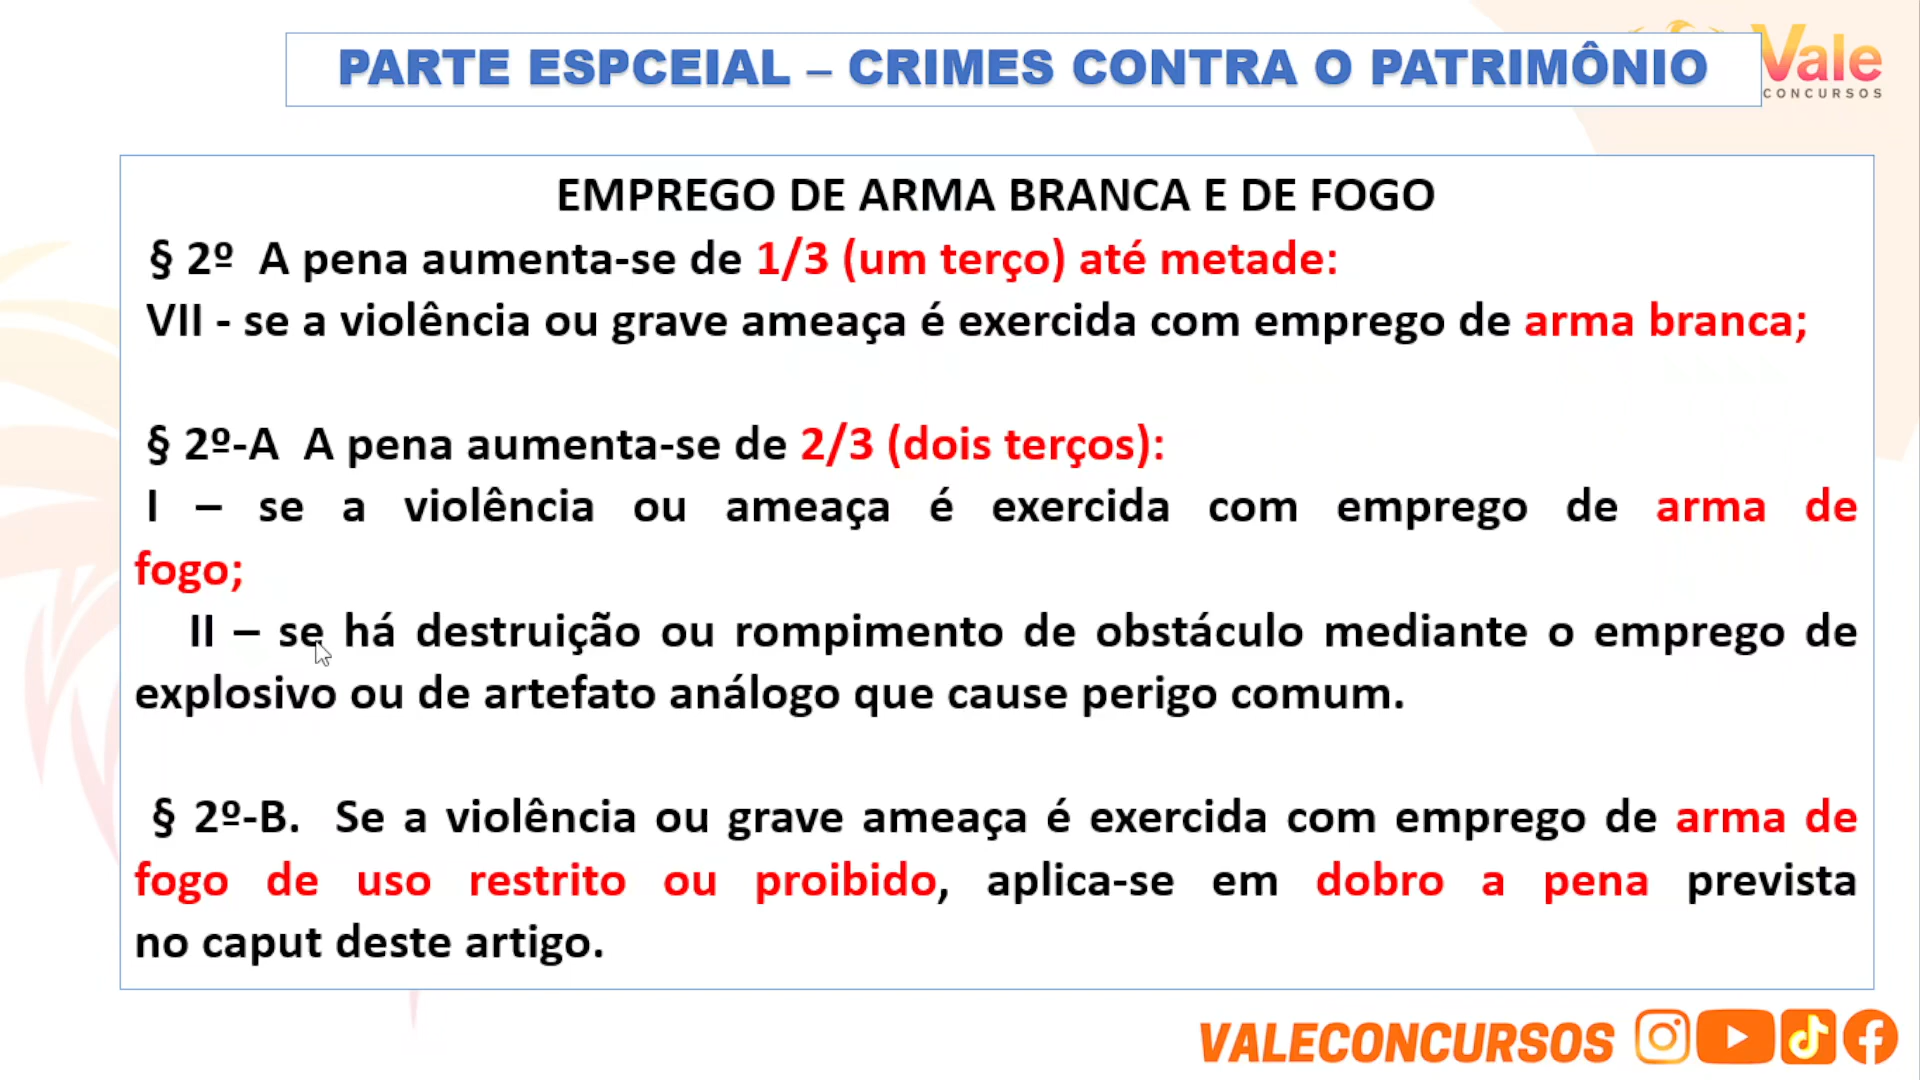 PARTE ESPCEIAL – CRIMES CONTRA O PATRIMÔNIO
Vale
CONCURSOS
EMPREGO DE ARMA BRANCA E DE FOGO
§ 2º A pena aumenta-se de 1/3 (um terço) até metade:
VII - se a violência ou grave ameaça é exercida com emprego de arma branca;
§ 2º-A A pena aumenta-se de 2/3 (dois terços):
I – se a violência ou ameaça é exercida com emprego de arma de
fogo;
II – se há destruição ou rompimento de obstáculo mediante o emprego de
explosivo ou de artefato análogo que cause perigo comum.
§ 2º-B. Se a violência ou grave ameaça é exercida com emprego de arma de
fogo de uso restrito ou proibido, aplica-se em dobro a pena prevista
no caput deste artigo.
VALECONCURSOS